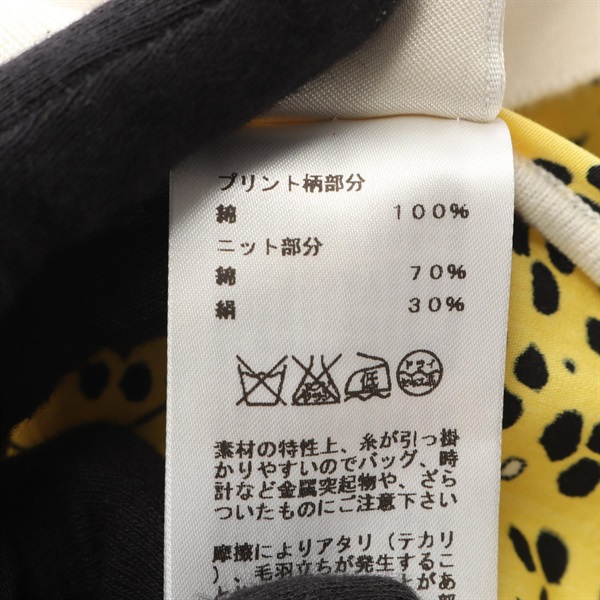 プリント柄部分
綿 100%
ニット部分
綿 70%
絹 30%
低
素材の特性上、糸が引っ掛
かりやすいのでバッグ、時
計など金属突起物や、ざら
ついたものにご注意下さい
摩擦によりアタリ（テカリ
）、毛羽立ちが発生するこ